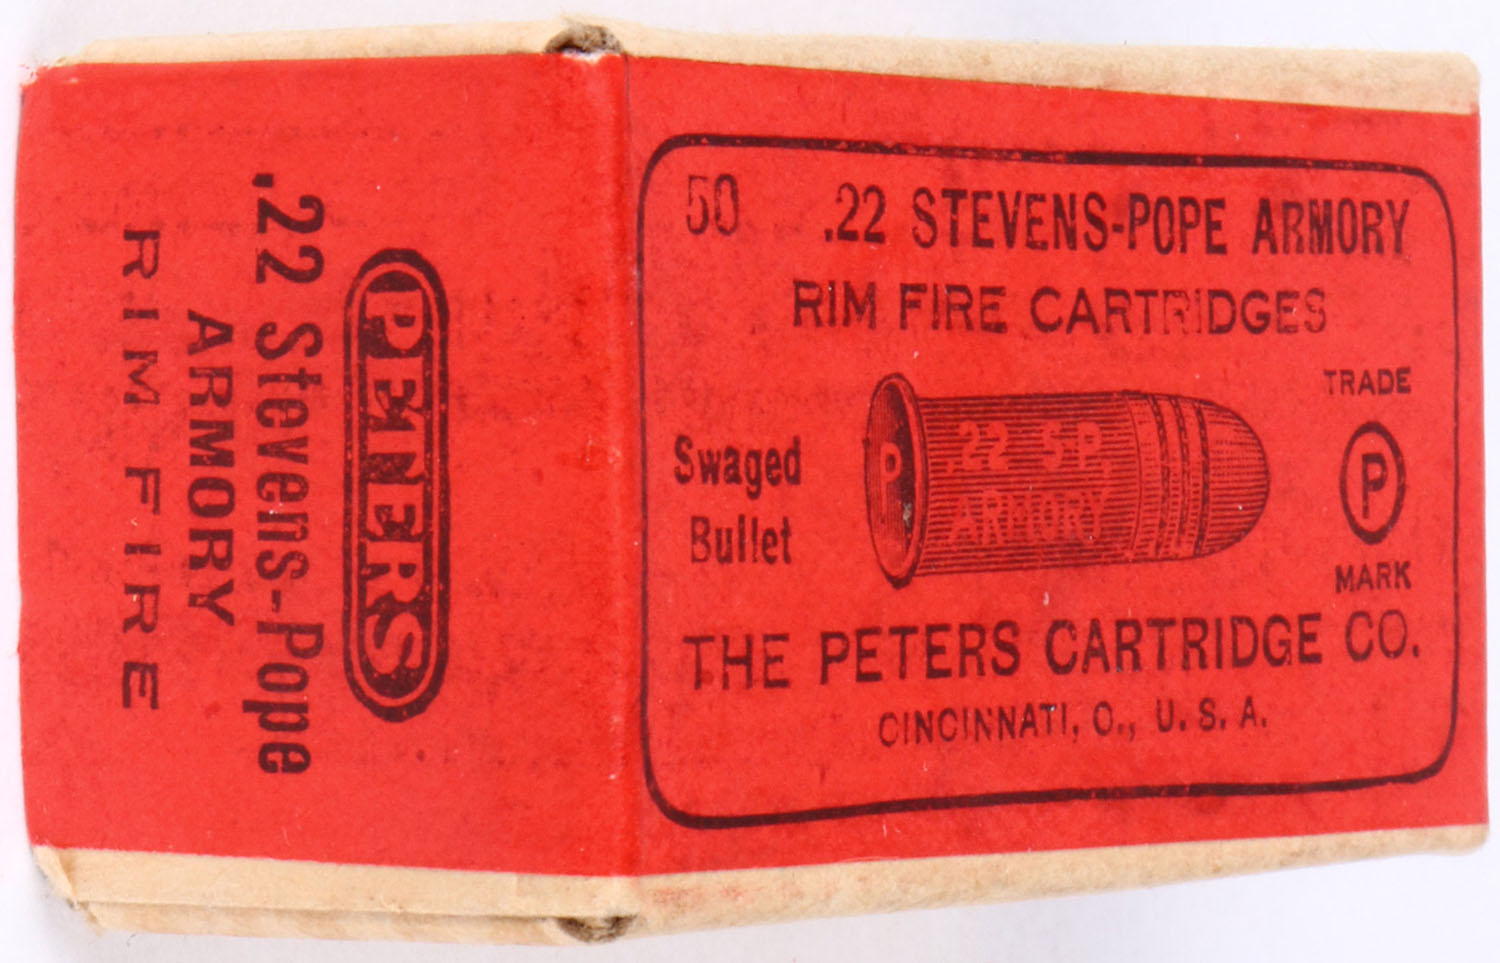 50 .22 STEVENS-POPE ARMORY
RIM FIRE CARTRIDGES
Swaged
Bullet
P
.22 S-P.
ARMORY
TRADE
P
MARK
THE PETERS CARTRIDGE CO.
CINCINNATI, O., U. S. A.
PETERS
.22 Stevens-Pope
ARMORY
RIM FIRE